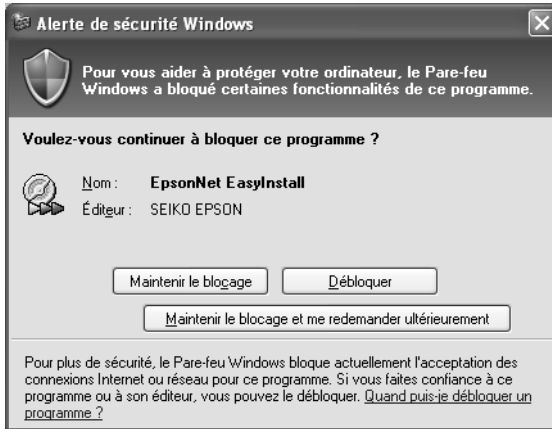 Alerte de sécurité Windows
Pour vous aider à protéger votre ordinateur, le Pare-feu
Windows a bloqué certaines fonctionnalités de ce programme.
Voulez-vous continuer à bloquer ce programme ?
Nom : EpsonNet EasyInstall
Éditeur : SEIKO EPSON
Maintenir le blocage Débloquer
Maintenir le blocage et me redemander ultérieurement
Pour plus de sécurité, le Pare-feu Windows bloque actuellement l'acceptation des
connexions Internet ou réseau pour ce programme. Si vous faites confiance à ce
programme ou à son éditeur, vous pouvez le débloquer. Quand puis-je débloquer un
programme ?